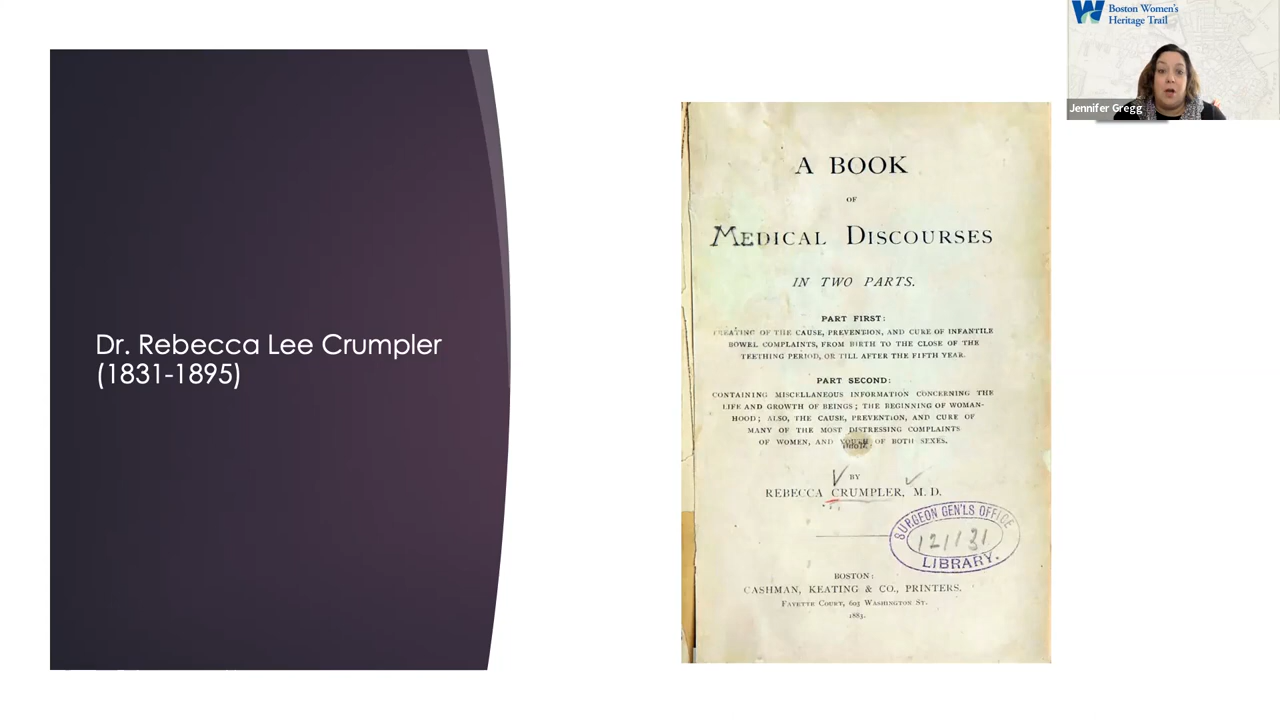 Dr. Rebecca Lee Crumpler
(1831-1895)
A BOOK
OF
MEDICAL DISCOURSES
IN TWO PARTS.
PART FIRST:
TREATING OF THE CAUSE, PREVENTION, AND CURE OF INFANTILE
BOWEL COMPLAINTS, FROM BIRTH TO THE CLOSE OF THE
TEETHING PERIOD, OR TILL AFTER THE FIFTH YEAR.
PART SECOND:
CONTAINING MISCELLANEOUS INFORMATION CONCERNING THE
LIFE AND GROWTH OF BEINGS; THE BEGINNING OF WOMAN-
HOOD; ALSO, THE CAUSE, PREVENTION, AND CURE OF
MANY OF THE MOST DISTRESSING COMPLAINTS
OF WOMEN, AND YOUTH OF BOTH SEXES.
BY
REBECCA CRUMPLER, M. D.
SURGEON GEN'LS OFFICE
121131
LIBRARY.
BOSTON:
CASHMAN, KEATING & CO., PRINTERS,
FAYETTE COURT, 603 WASHINGTON ST.
1883.
Boston Women's
Heritage Trail
Jennifer Gregg